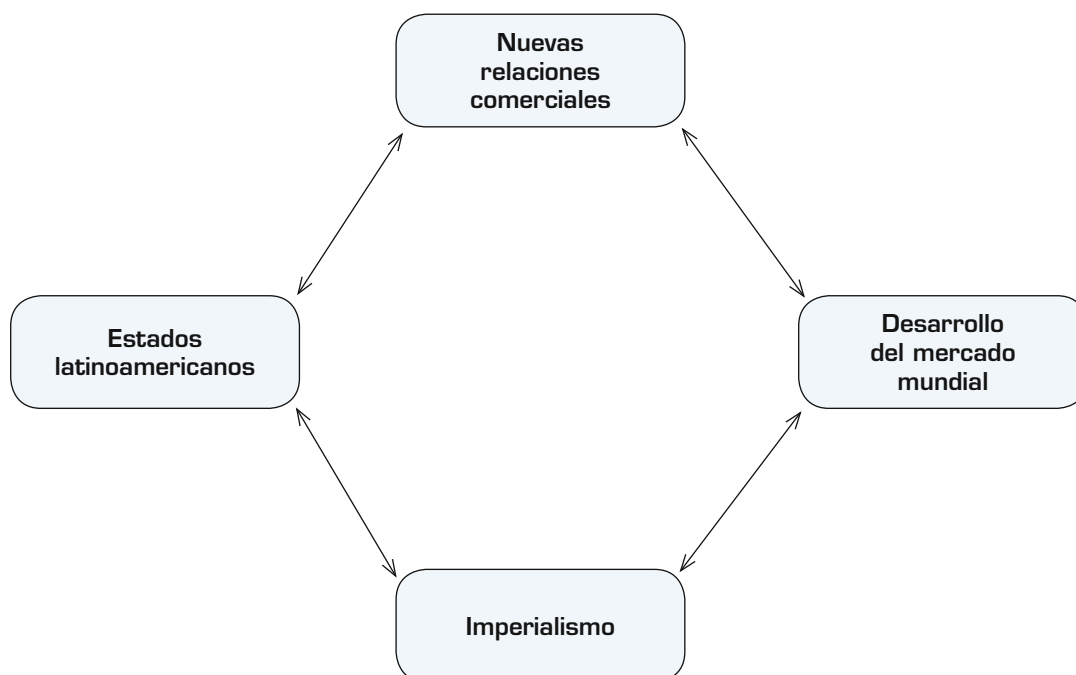 Nuevas
relaciones
comerciales
Estados
latinoamericanos
Desarrollo
del mercado
mundial
Imperialismo